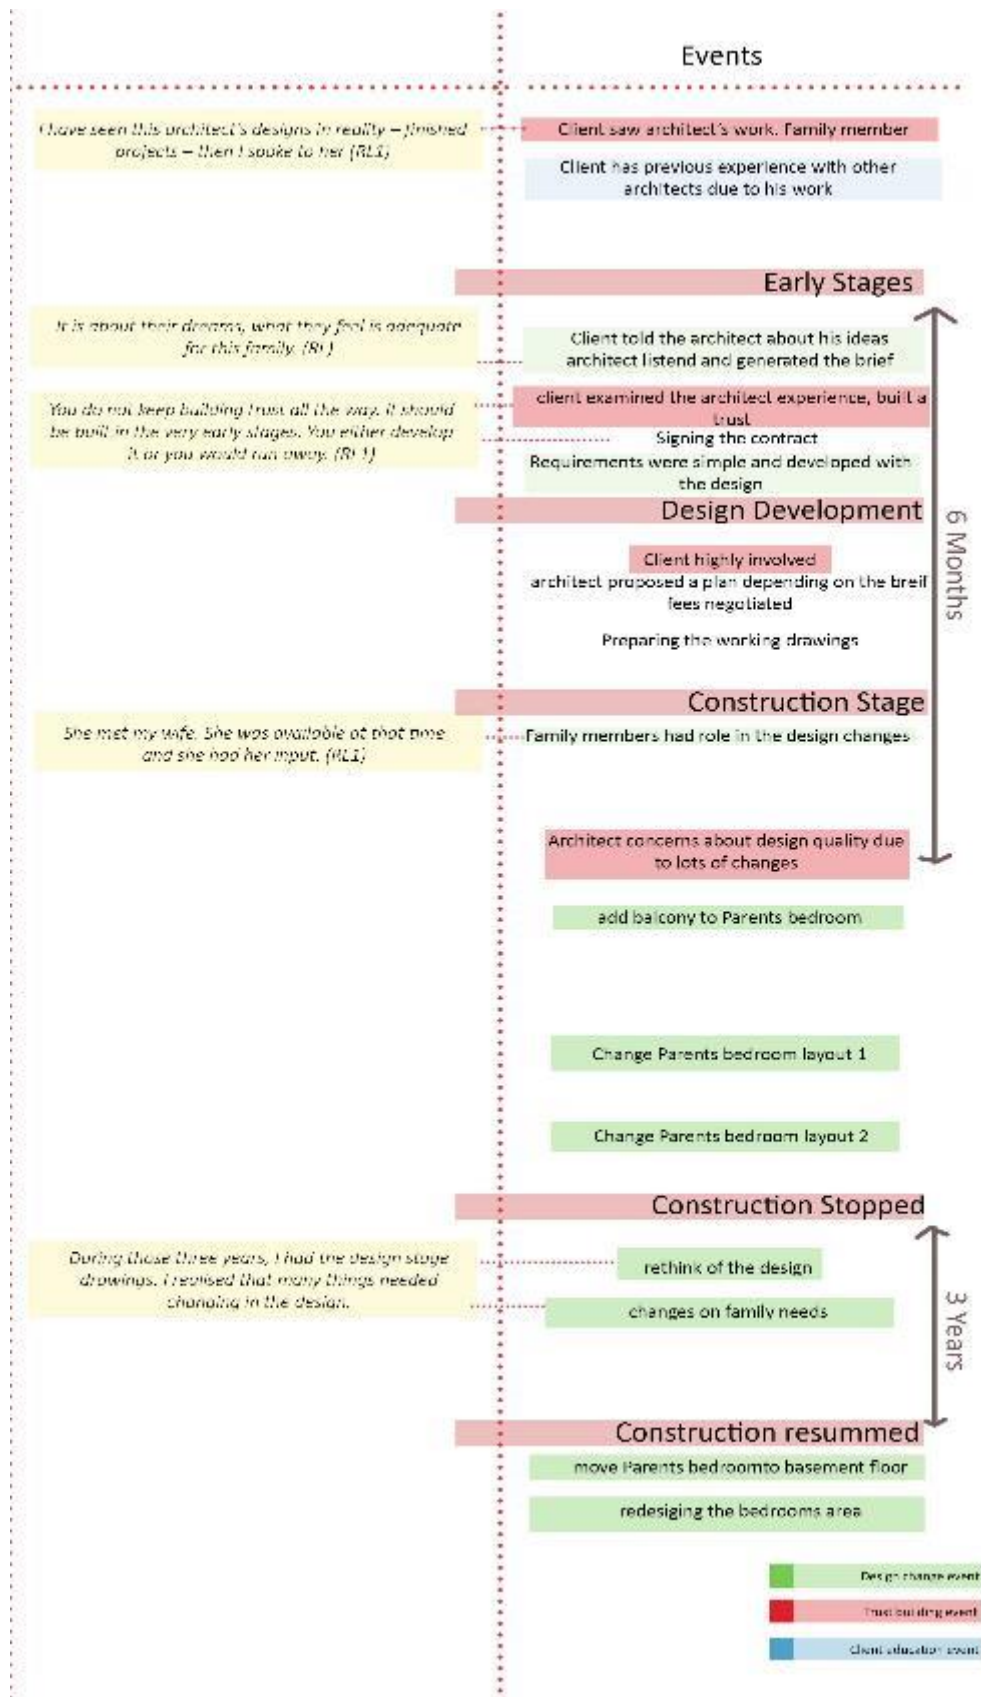 Events
I have seen this architect's designs in reality – finished
projects – then I spoke to her (RL1)
Client saw architect's work. Family member
Client has previous experience with other
architects due to his work
Early Stages
It is about their dreams, what they feel is adequate
for this family. (RL)
Client told the architect about his ideas
architect listend and generated the brief
You do not keep building trust all the way. It should
be built in the very early stages. You either develop
it or you would run away. (RL1)
client examined the architect experience, built a
trust
Signing the contract
Requirements were simple and developed with
the design
Design Development
6 Months
Client highly involved
architect proposed a plan depending on the breif
fees negotiated
Preparing the working drawings
Construction Stage
She met my wife. She was available at that time
and she had her input. (RL1)
Family members had role in the design changes
Architect concerns about design quality due
to lots of changes
add balcony to Parents bedroom
Change Parents bedroom layout 1
Change Parents bedroom layout 2
Construction Stopped
During those three years, I had the design stage
drawings. I realised that many things needed
changing in the design.
rethink of the design
changes on family needs
3 Years
Construction resummed
move Parents bedroomto basement floor
redesiging the bedrooms area
Design change event
Trust building event
Client education event